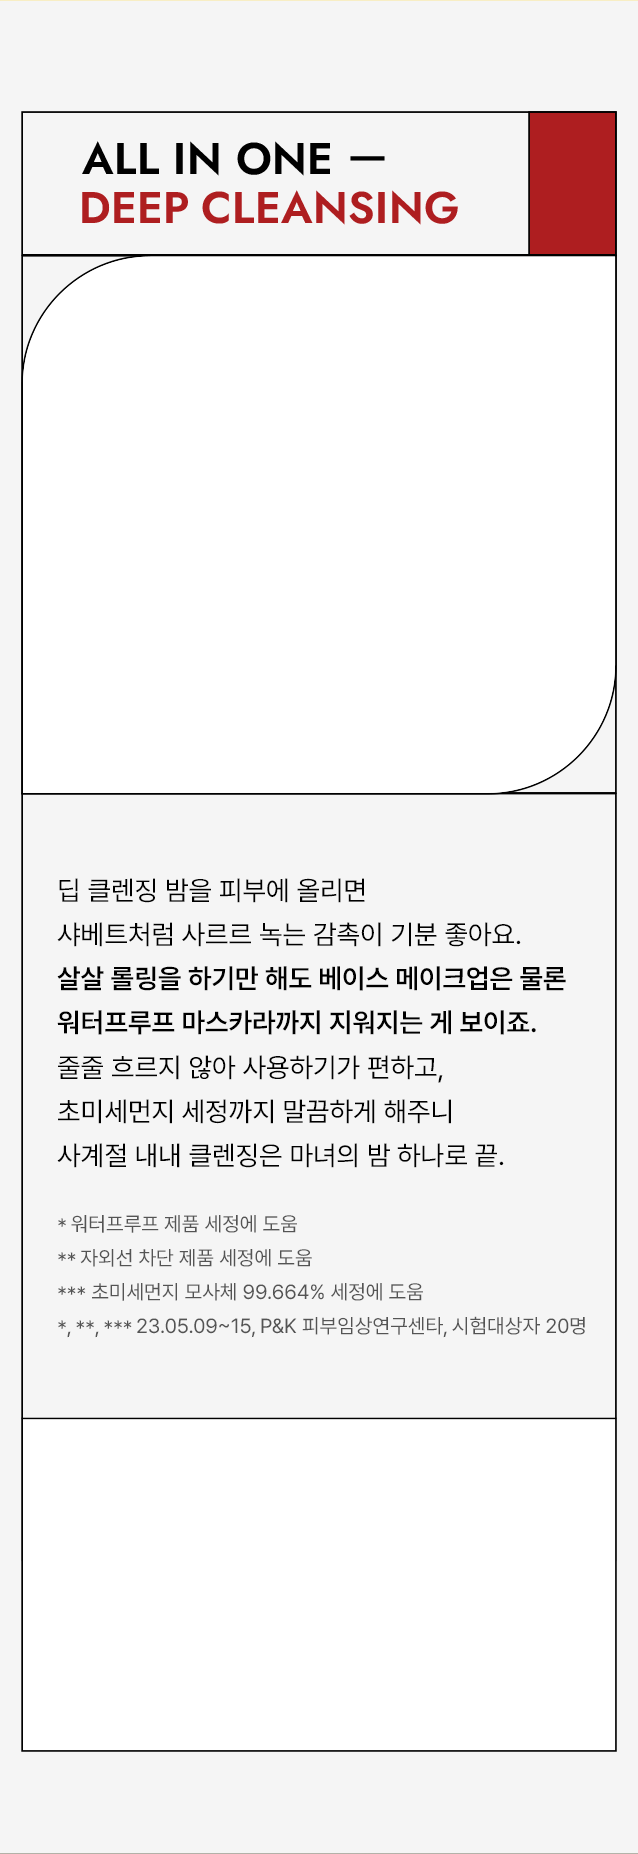 ALL IN ONE —
DEEP CLEANSING
딥 클렌징 밤을 피부에 올리면
샤베트처럼 사르르 녹는 감촉이 기분 좋아요.
살살 롤링을 하기만 해도 베이스 메이크업은 물론
워터프루프 마스카라까지 지워지는 게 보이죠.
줄줄 흐르지 않아 사용하기가 편하고,
초미세먼지 세정까지 말끔하게 해주니
사계절 내내 클렌징은 마녀의 밤 하나로 끝.
* 워터프루프 제품 세정에 도움
** 자외선 차단 제품 세정에 도움
*** 초미세먼지 모사체 99.664% 세정에 도움
*, **, *** 23.05.09~15, P&K 피부임상연구센타, 시험대상자 20명